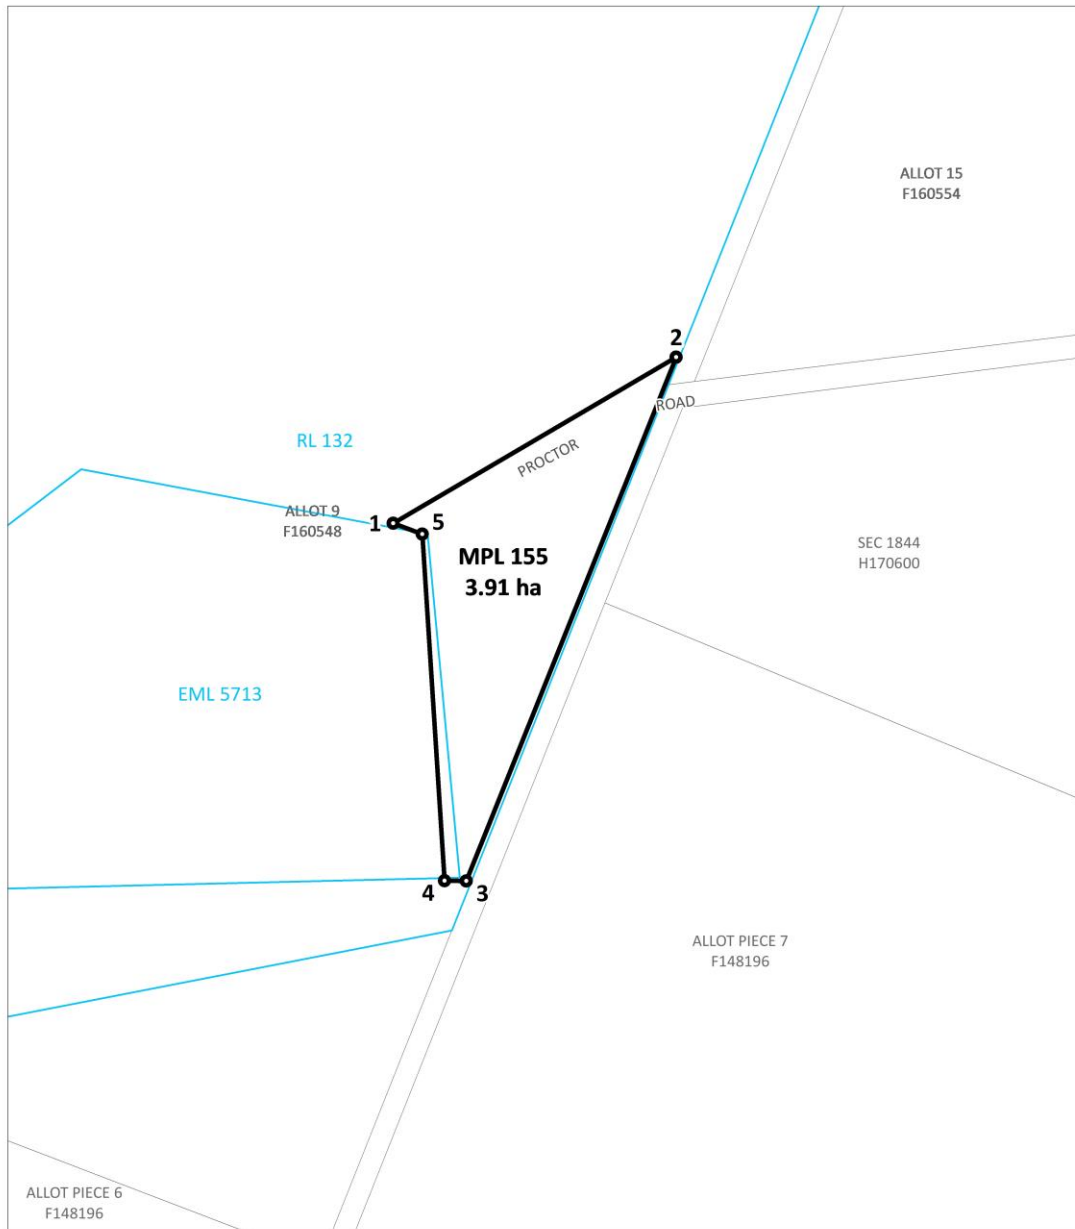 ALLOT 15
F160554
2
ROAD
PROCTOR
RL 132
ALLOT 9
F160548
1
5
MPL 155
3.91 ha
SEC 1844
H170600
EML 5713
4
3
ALLOT PIECE 7
F148196
ALLOT PIECE 6
F148196